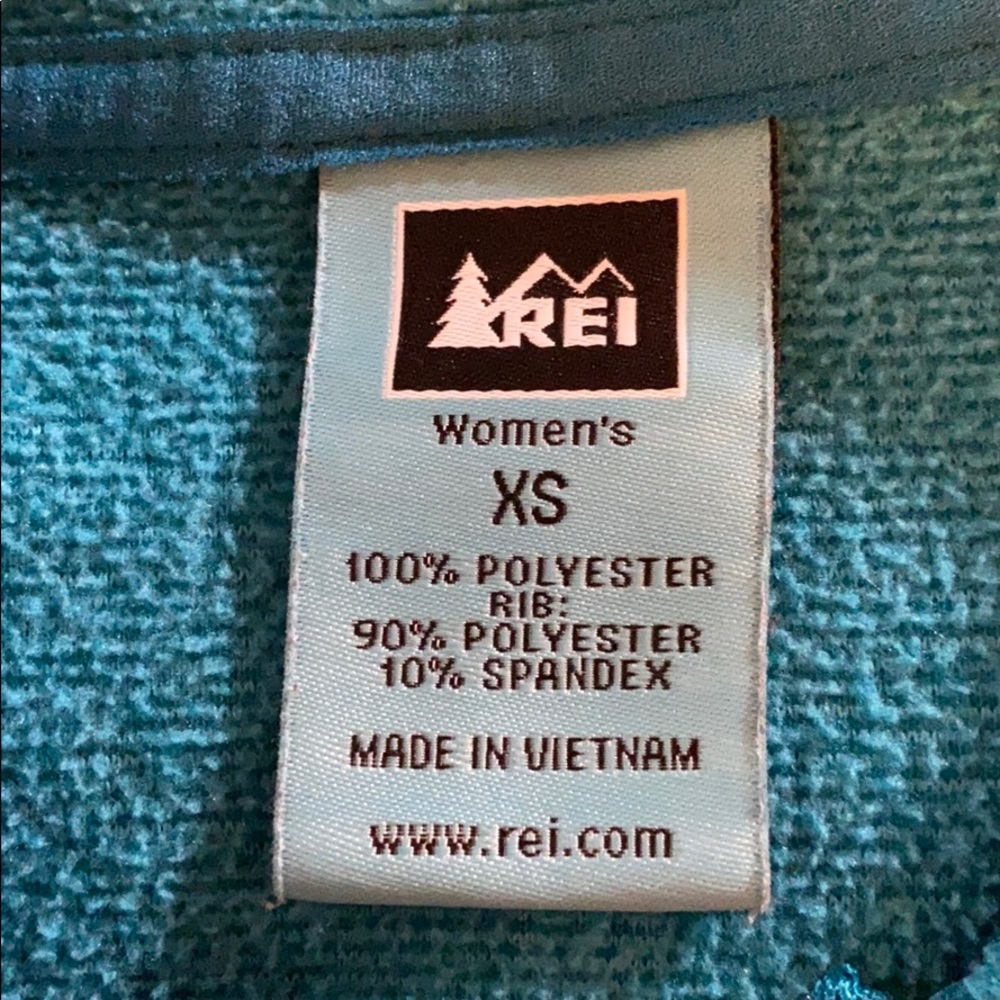 REI
Women's
XS
100% POLYESTER
RIB:
90% POLYESTER
10% SPANDEX
MADE IN VIETNAM
www.rei.com